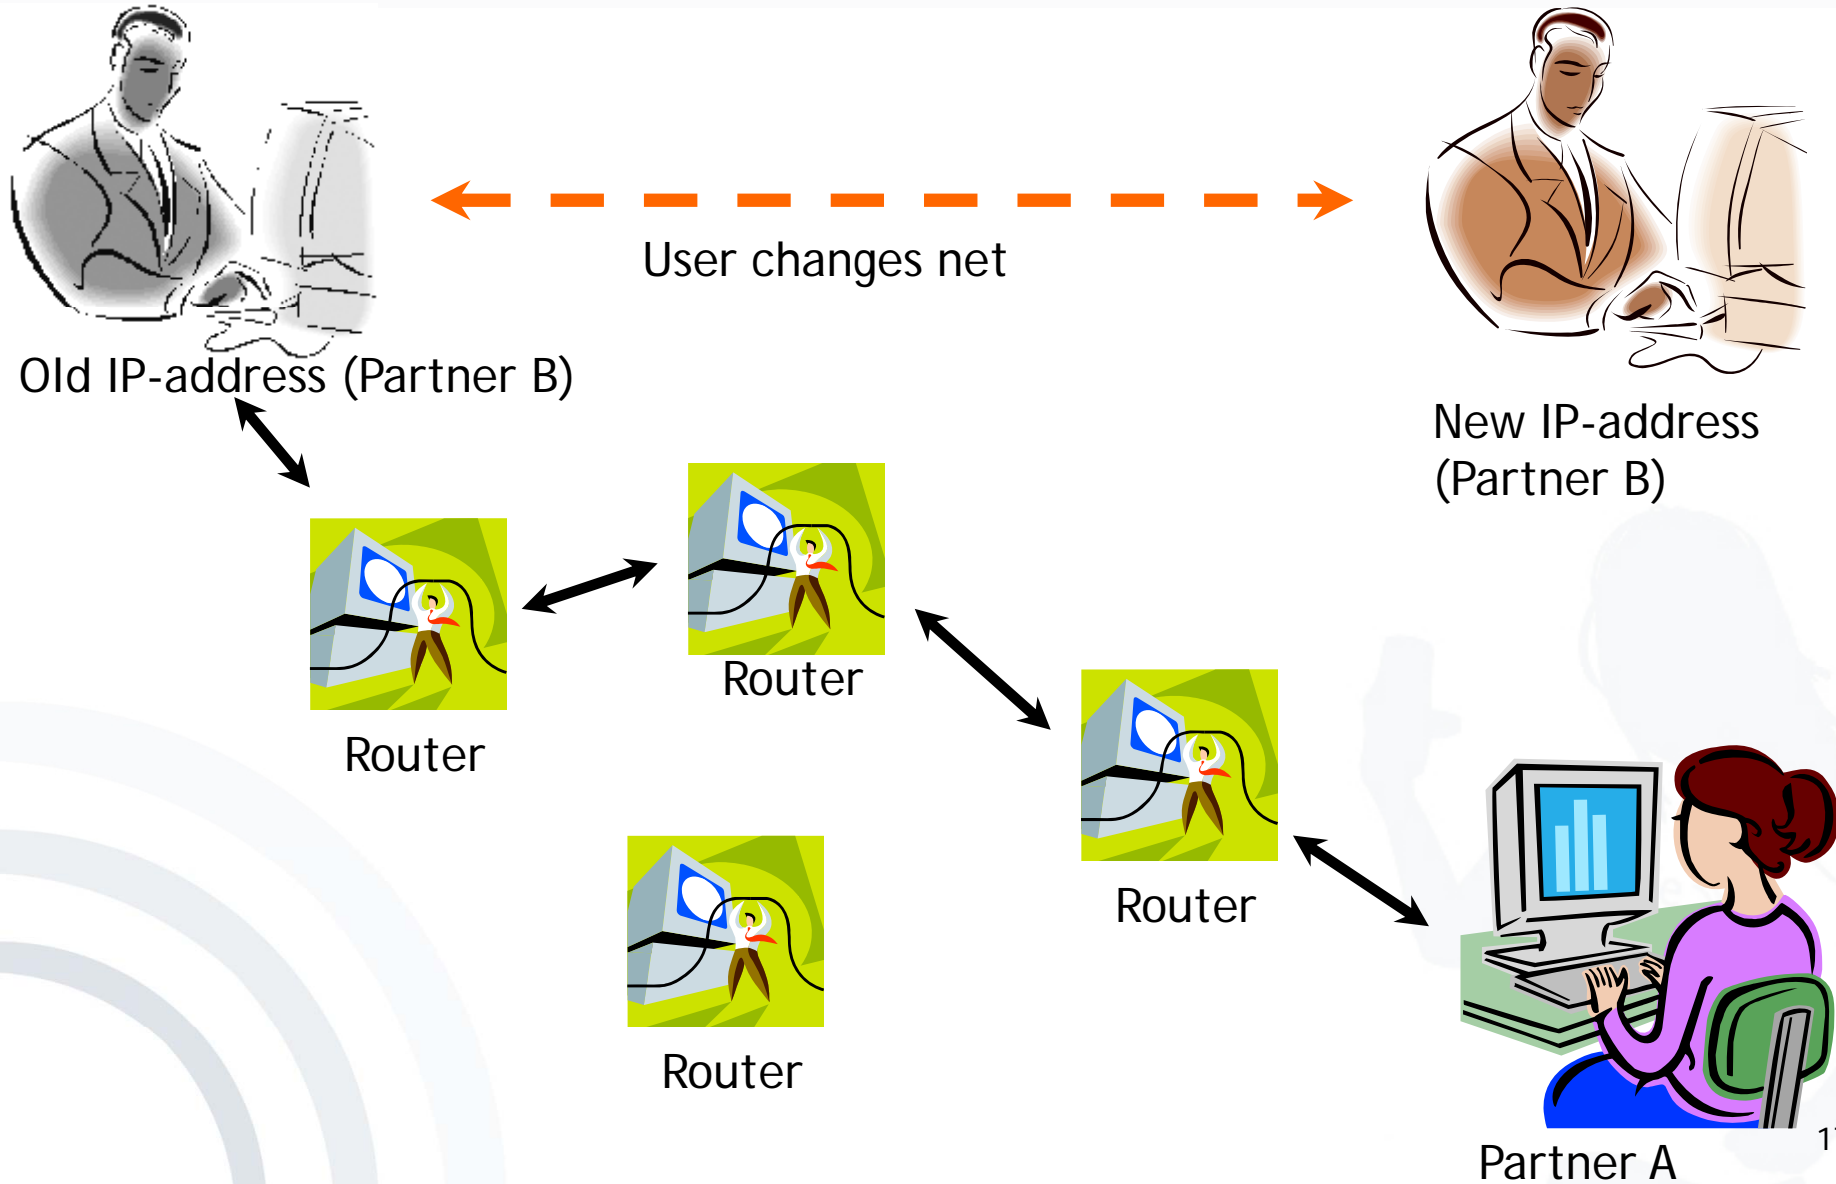 User changes net
Old IP-address (Partner B)
New IP-address
(Partner B)
Router
Router
Router
Router
Partner A